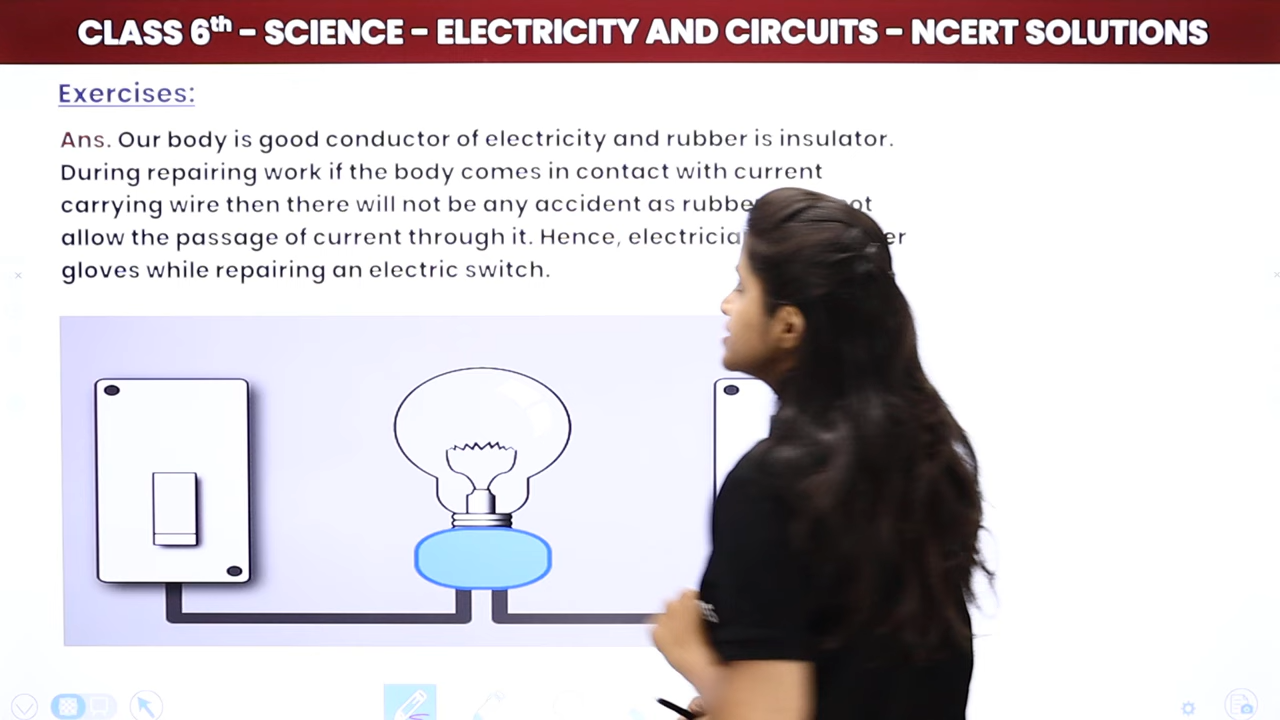 CLASS 6th – SCIENCE – ELECTRICITY AND CIRCUITS – NCERT SOLUTIONS
Exercises:
Ans. Our body is good conductor of electricity and rubber is insulator.
During repairing work if the body comes in contact with current
carrying wire then there will not be any accident as
allow the passage of current through it. Hence,
gloves while repairing an electric switch.